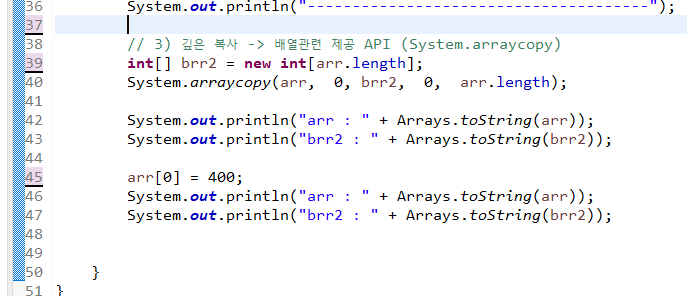 36 System.out.println("--------------------------------------");
37
38 // 3) 깊은 복사 -> 배열관련 제공 API (System.arraycopy)
39 int[] brr2 = new int[arr.length];
40 System.arraycopy(arr, 0, brr2, 0, arr.length);
41
42 System.out.println("arr : " + Arrays.toString(arr));
43 System.out.println("brr2 : " + Arrays.toString(brr2));
44
45 arr[0] = 400;
46 System.out.println("arr : " + Arrays.toString(arr));
47 System.out.println("brr2 : " + Arrays.toString(brr2));
48
49
50 }
51 }